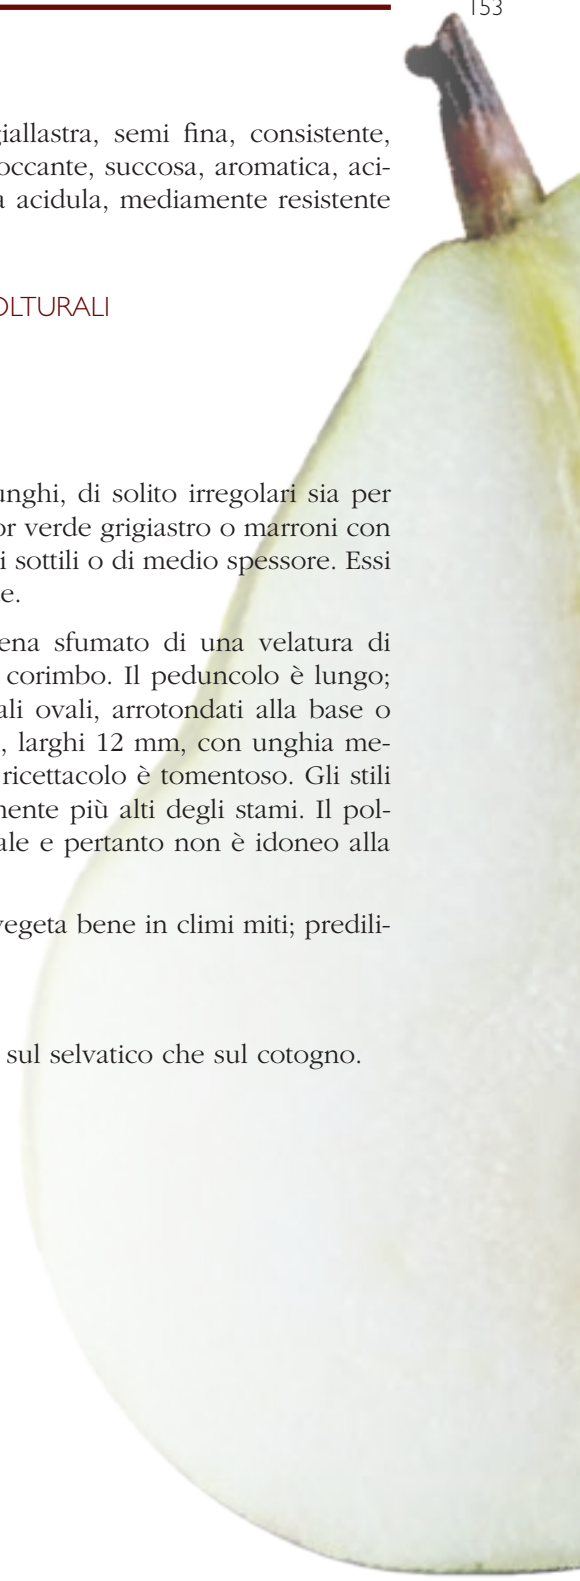 153
giallastra, semi fina, consistente,
occante, succosa, aromatica, aci-
a acidula, mediamente resistente
OLTURALI
unghi, di solito irregolari sia per
or verde grigiastro o marroni con
i sottili o di medio spessore. Essi
e.
ena sfumato di una velatura di
corimbo. Il peduncolo è lungo;
ali ovali, arrotondati alla base o
, larghi 12 mm, con unghia me-
ricettacolo è tomentoso. Gli stili
mente più alti degli stami. Il pol-
ale e pertanto non è idoneo alla
vegeta bene in climi miti; predili-
sul selvatico che sul cotogno.